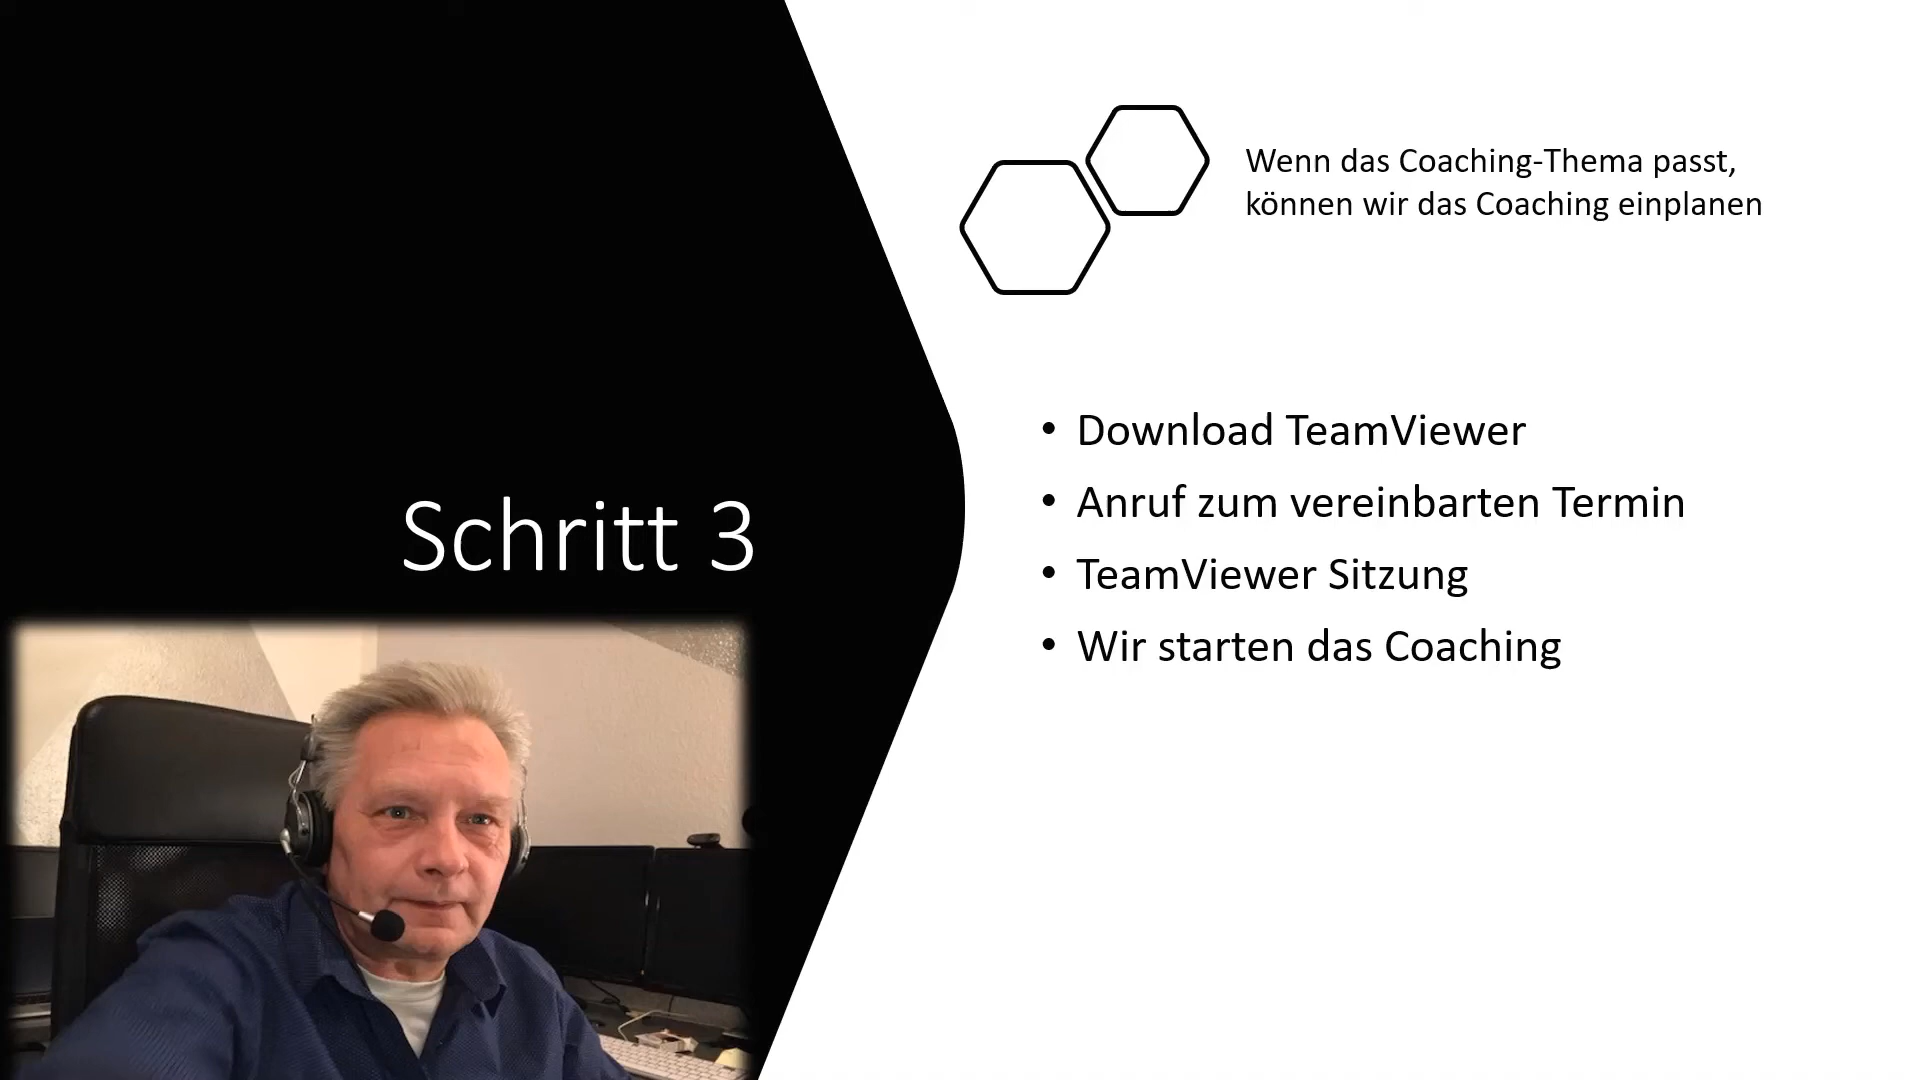 Wenn das Coaching-Thema passt,
können wir das Coaching einplanen
Schritt 3
• Download TeamViewer
• Anruf zum vereinbarten Termin
• TeamViewer Sitzung
• Wir starten das Coaching